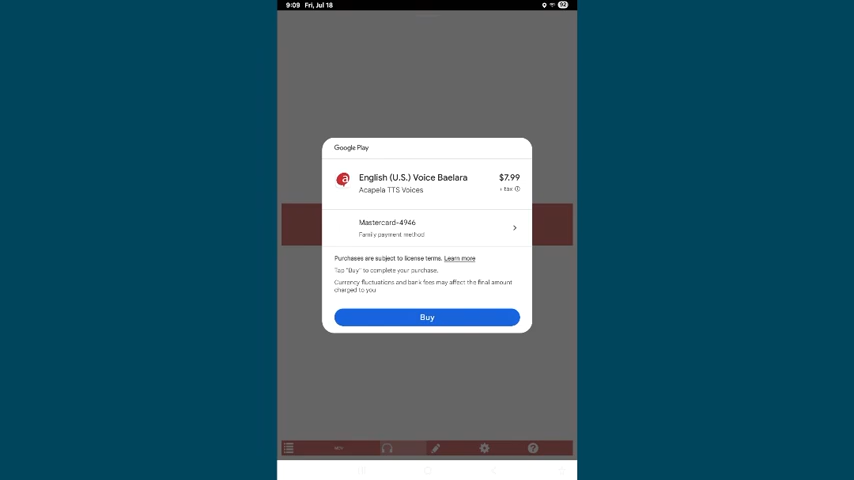 9:09 Fri, Jul 18
92
Google Play
English (U.S.) Voice Baelara
$7.99
Acapela TTS Voices
+ tax
Mastercard-4946
Family payment method
Purchases are subject to license terms. Learn more
Tap "Buy" to complete your purchase.
Currency fluctuations and bank fees may affect the final amount
charged to you
Buy